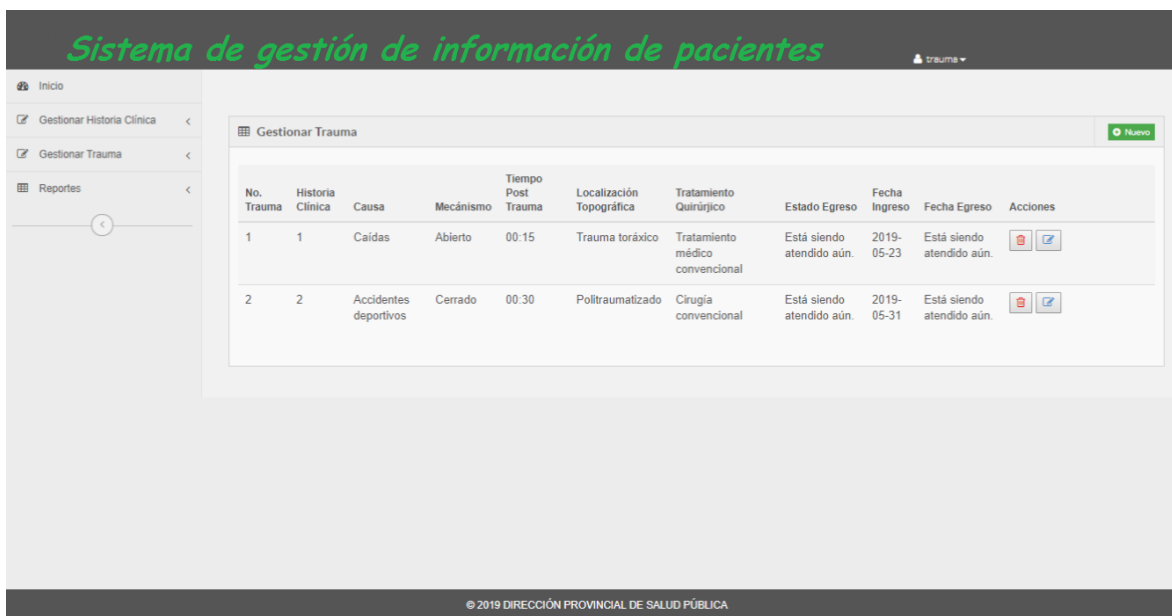 Sistema de gestión de información de pacientes
trauma
Inicio
Gestionar Historia Clínica
Gestionar Trauma
Reportes
Gestionar Trauma
Nuevo
No. Trauma Historia Clínica Causa Mecánismo Tiempo Post Trauma Localización Topográfica Tratamiento Quirúrjico Estado Egreso Fecha Ingreso Fecha Egreso Acciones
1 1 Caídas Abierto 00:15 Trauma toráxico Tratamiento médico convencional Está siendo atendido aún. 2019-05-23 Está siendo atendido aún.
2 2 Accidentes deportivos Cerrado 00:30 Politraumatizado Cirugía convencional Está siendo atendido aún. 2019-05-31 Está siendo atendido aún.
© 2019 DIRECCIÓN PROVINCIAL DE SALUD PÚBLICA